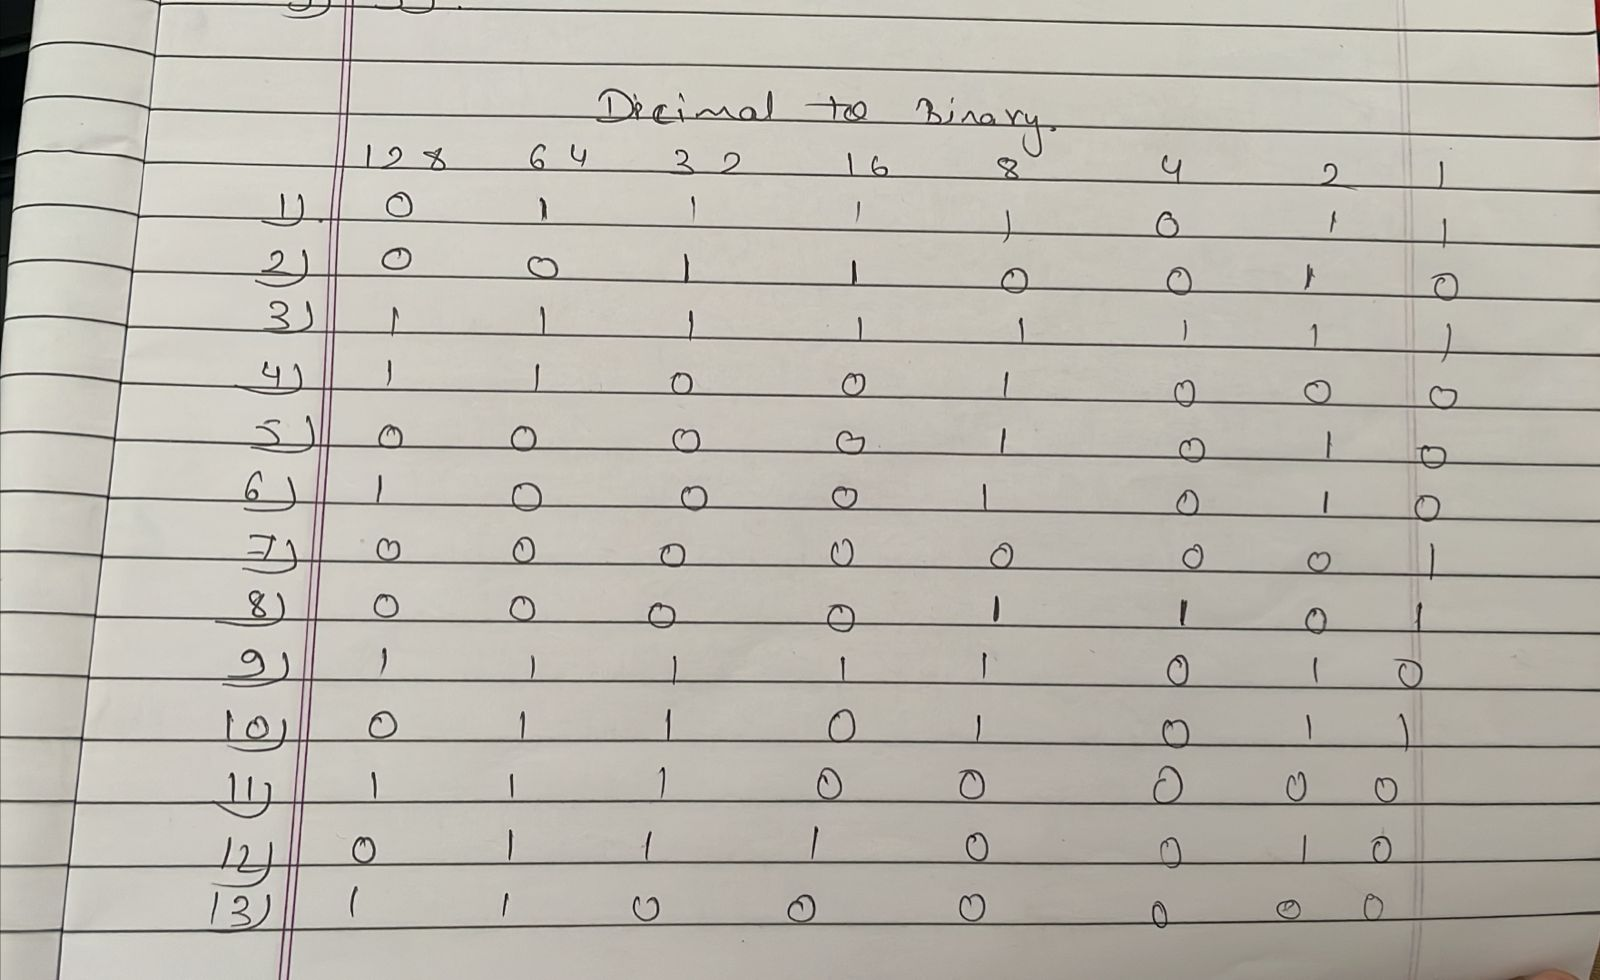 Decimal to Binary.
128 64 32 16 8 4 2 1
1). 0 1 1 1 1 0 1 1
2) 0 0 1 1 0 0 1 0
3) 1 1 1 1 1 1 1 1
4) 1 1 0 0 1 0 0 0
5) 0 0 0 0 1 0 1 0
6) 1 0 0 0 1 0 1 0
7) 0 0 0 0 0 0 0 1
8) 0 0 0 0 1 1 0 1
9) 1 1 1 1 1 0 1 0
10) 0 1 1 0 1 0 1 1
11) 1 1 1 0 0 0 0 0
12) 0 1 1 1 0 0 1 0
13) 1 1 0 0 0 0 0 0